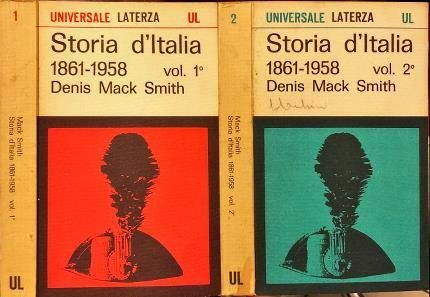 1
Mack Smith
Storia d'Italia 1861-1958 vol. 1°
UL
UNIVERSALE LATERZA UL
Storia d'Italia
1861-1958 vol. 1°
Denis Mack Smith
2
Mack Smith
Storia d'Italia 1861-1958 vol. 2°
UL
UNIVERSALE LATERZA UL
Storia d'Italia
1861-1958 vol. 2°
Denis Mack Smith